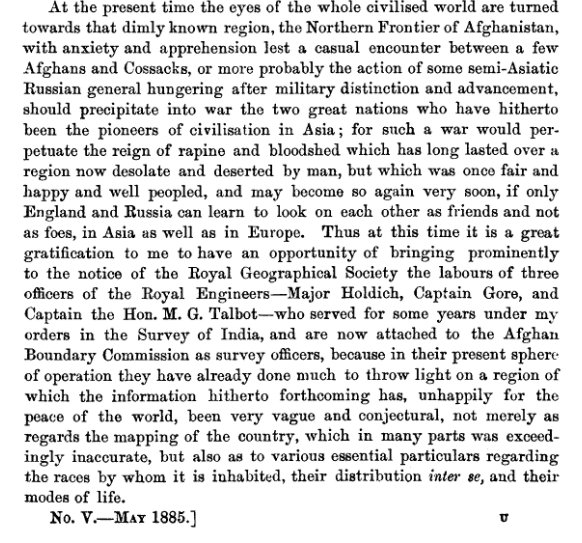 At the present time the eyes of the whole civilised world are turned
towards that dimly known region, the Northern Frontier of Afghanistan,
with anxiety and apprehension lest a casual encounter between a few
Afghans and Cossacks, or more probably the action of some semi-Asiatic
Russian general hungering after military distinction and advancement,
should precipitate into war the two great nations who have hitherto
been the pioneers of civilisation in Asia; for such a war would per-
petuate the reign of rapine and bloodshed which has long lasted over a
region now desolate and deserted by man, but which was once fair and
happy and well peopled, and may become so again very soon, if only
England and Russia can learn to look on each other as friends and not
as foes, in Asia as well as in Europe. Thus at this time it is a great
gratification to me to have an opportunity of bringing prominently
to the notice of the Royal Geographical Society the labours of three
officers of the Royal Engineers—Major Holdich, Captain Gore, and
Captain the Hon. M. G. Talbot—who served for some years under my
orders in the Survey of India, and are now attached to the Afghan
Boundary Commission as survey officers, because in their present sphere
of operation they have already done much to throw light on a region of
which the information hitherto forthcoming has, unhappily for the
peace of the world, been very vague and conjectural, not merely as
regards the mapping of the country, which in many parts was exceed-
ingly inaccurate, but also as to various essential particulars regarding
the races by whom it is inhabited, their distribution inter se, and their
modes of life.
No. V.—May 1885.] U